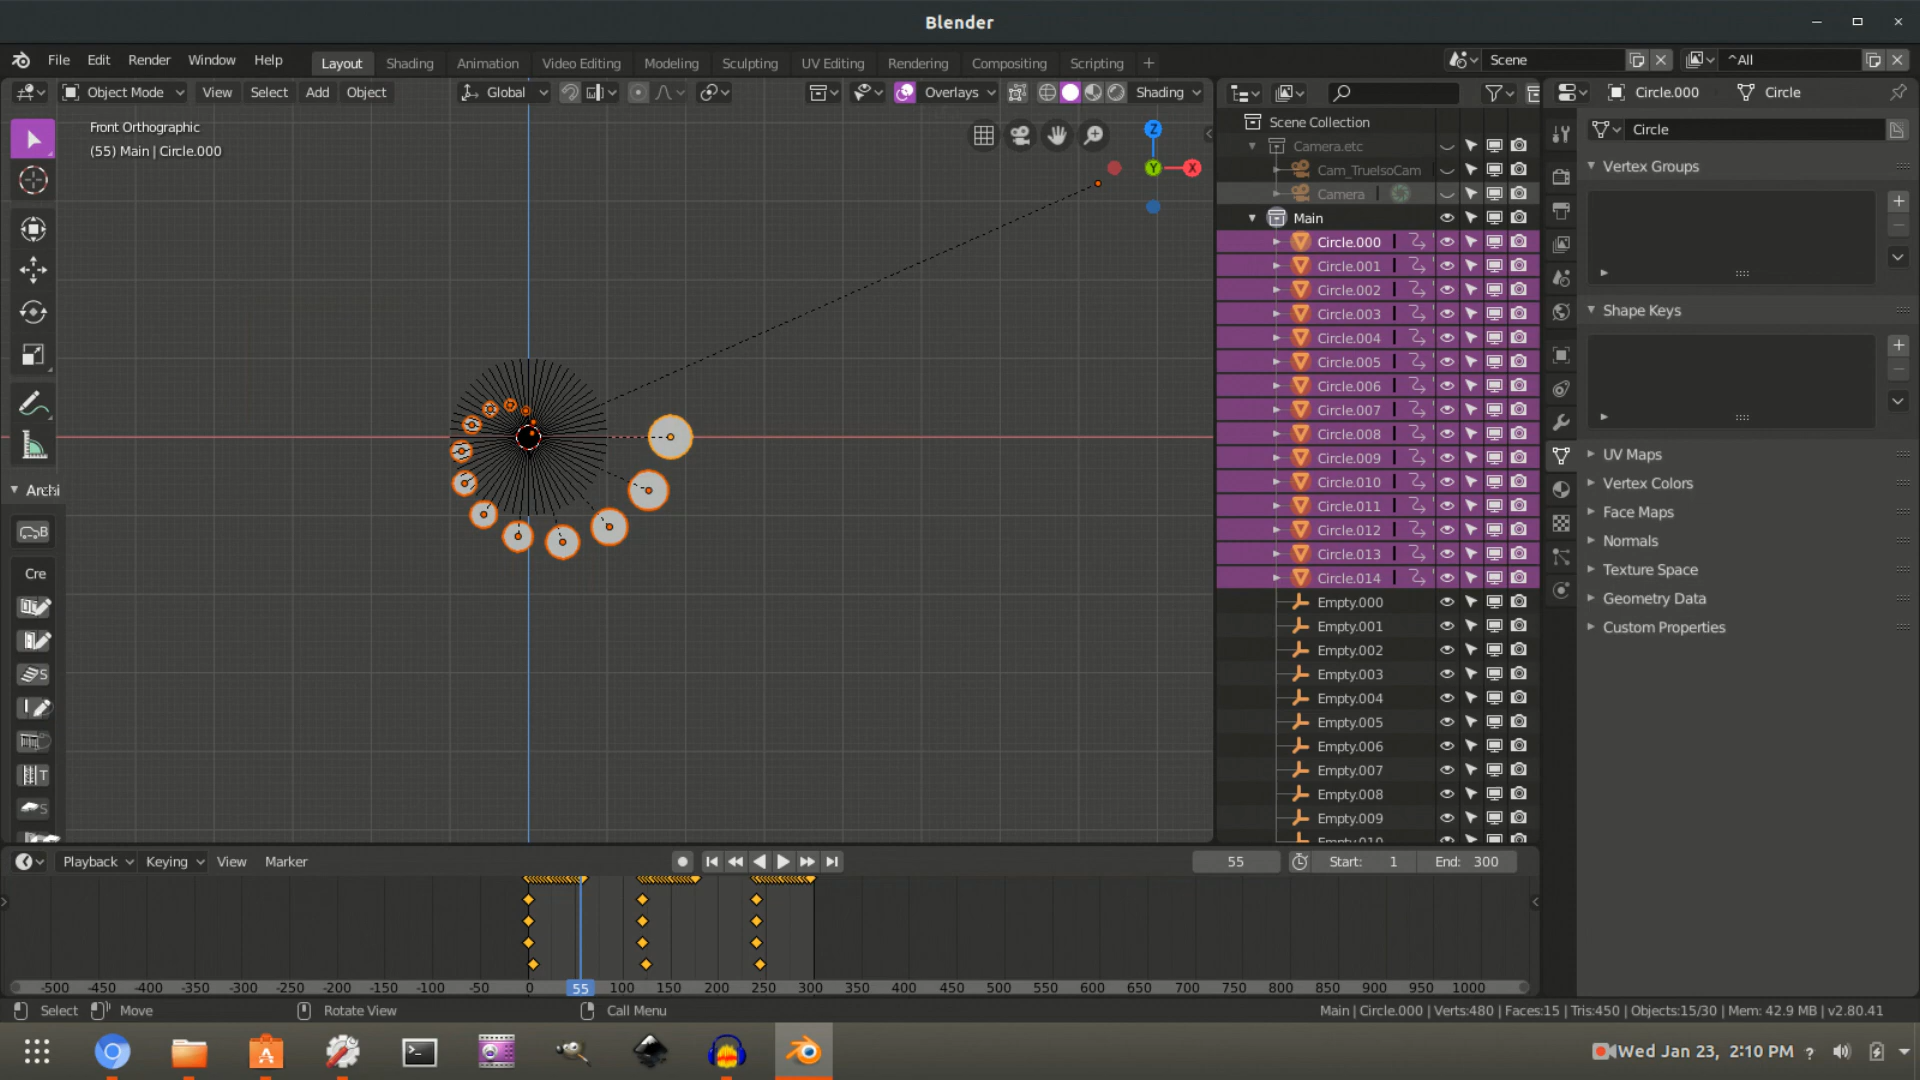 Blender
File Edit Render Window Help Layout Shading Animation Video Editing Modeling Sculpting UV Editing Rendering Compositing Scripting + Scene ^All
Object Mode View Select Add Object Global Overlays Shading Circle.000 Circle
Front Orthographic
(55) Main | Circle.000
Z
Y
X
Archi
B
Cre
S
T
S
Scene Collection
Camera.etc
Cam_TrueIsoCam
Camera
Main
Circle.000
Circle.001
Circle.002
Circle.003
Circle.004
Circle.005
Circle.006
Circle.007
Circle.008
Circle.009
Circle.010
Circle.011
Circle.012
Circle.013
Circle.014
Empty.000
Empty.001
Empty.002
Empty.003
Empty.004
Empty.005
Empty.006
Empty.007
Empty.008
Empty.009
Empty.010
Circle
Vertex Groups
Shape Keys
UV Maps
Vertex Colors
Face Maps
Normals
Texture Space
Geometry Data
Custom Properties
Playback Keying View Marker 55 Start: 1 End: 300
-500 -450 -400 -350 -300 -250 -200 -150 -100 -50 0 55 100 150 200 250 300 350 400 450 500 550 600 650 700 750 800 850 900 950 1000
Select Move Rotate View Call Menu Main | Circle.000 | Verts:480 | Faces:15 | Tris:450 | Objects:15/30 | Mem: 42.9 MB | v2.80.41
Wed Jan 23, 2:10 PM ?